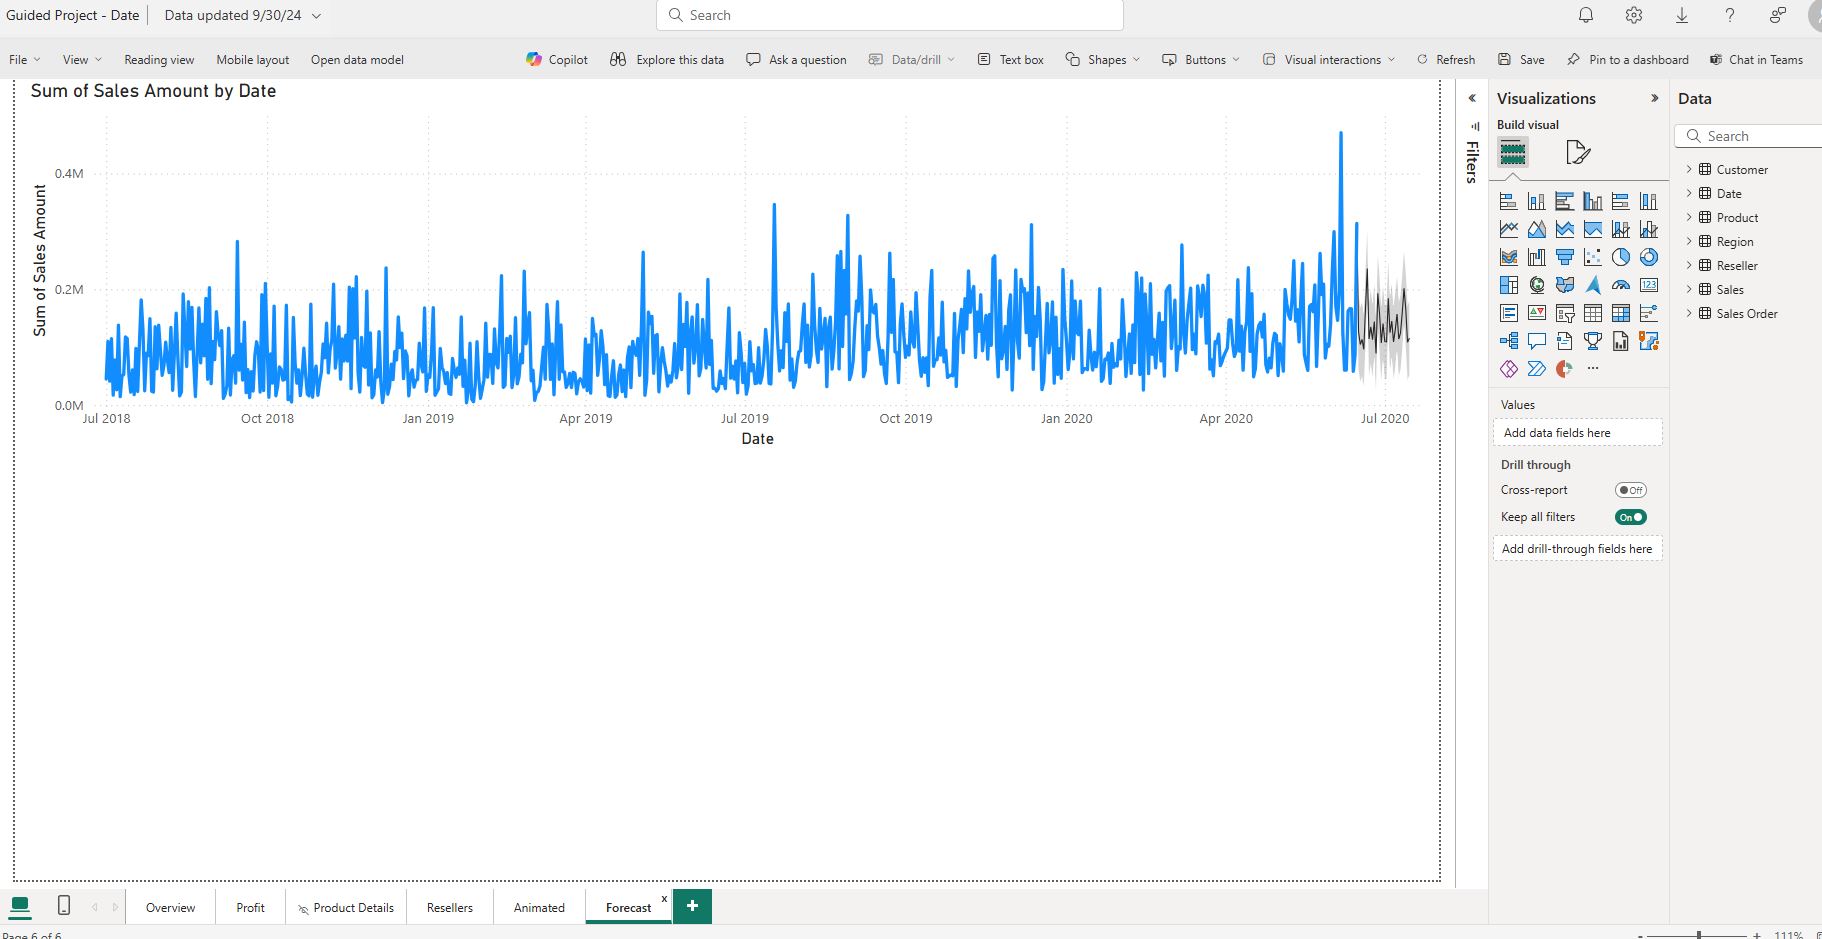 Guided Project - Date
Data updated 9/30/24
Search
File
View
Reading view
Mobile layout
Open data model
Copilot
Explore this data
Ask a question
Data/drill
Text box
Shapes
Buttons
Visual interactions
Refresh
Save
Pin to a dashboard
Chat in Teams
Sum of Sales Amount by Date
Sum of Sales Amount
0.4M
0.2M
0.0M
Jul 2018
Oct 2018
Jan 2019
Apr 2019
Jul 2019
Oct 2019
Jan 2020
Apr 2020
Jul 2020
Date
Filters
Visualizations
Build visual
123
Values
Add data fields here
Drill through
Cross-report
Off
Keep all filters
On
Add drill-through fields here
Data
Search
Customer
Date
Product
Region
Reseller
Sales
Sales Order
Overview
Profit
Product Details
Resellers
Animated
Forecast
x
+
Page 6 of 6
- +
111%